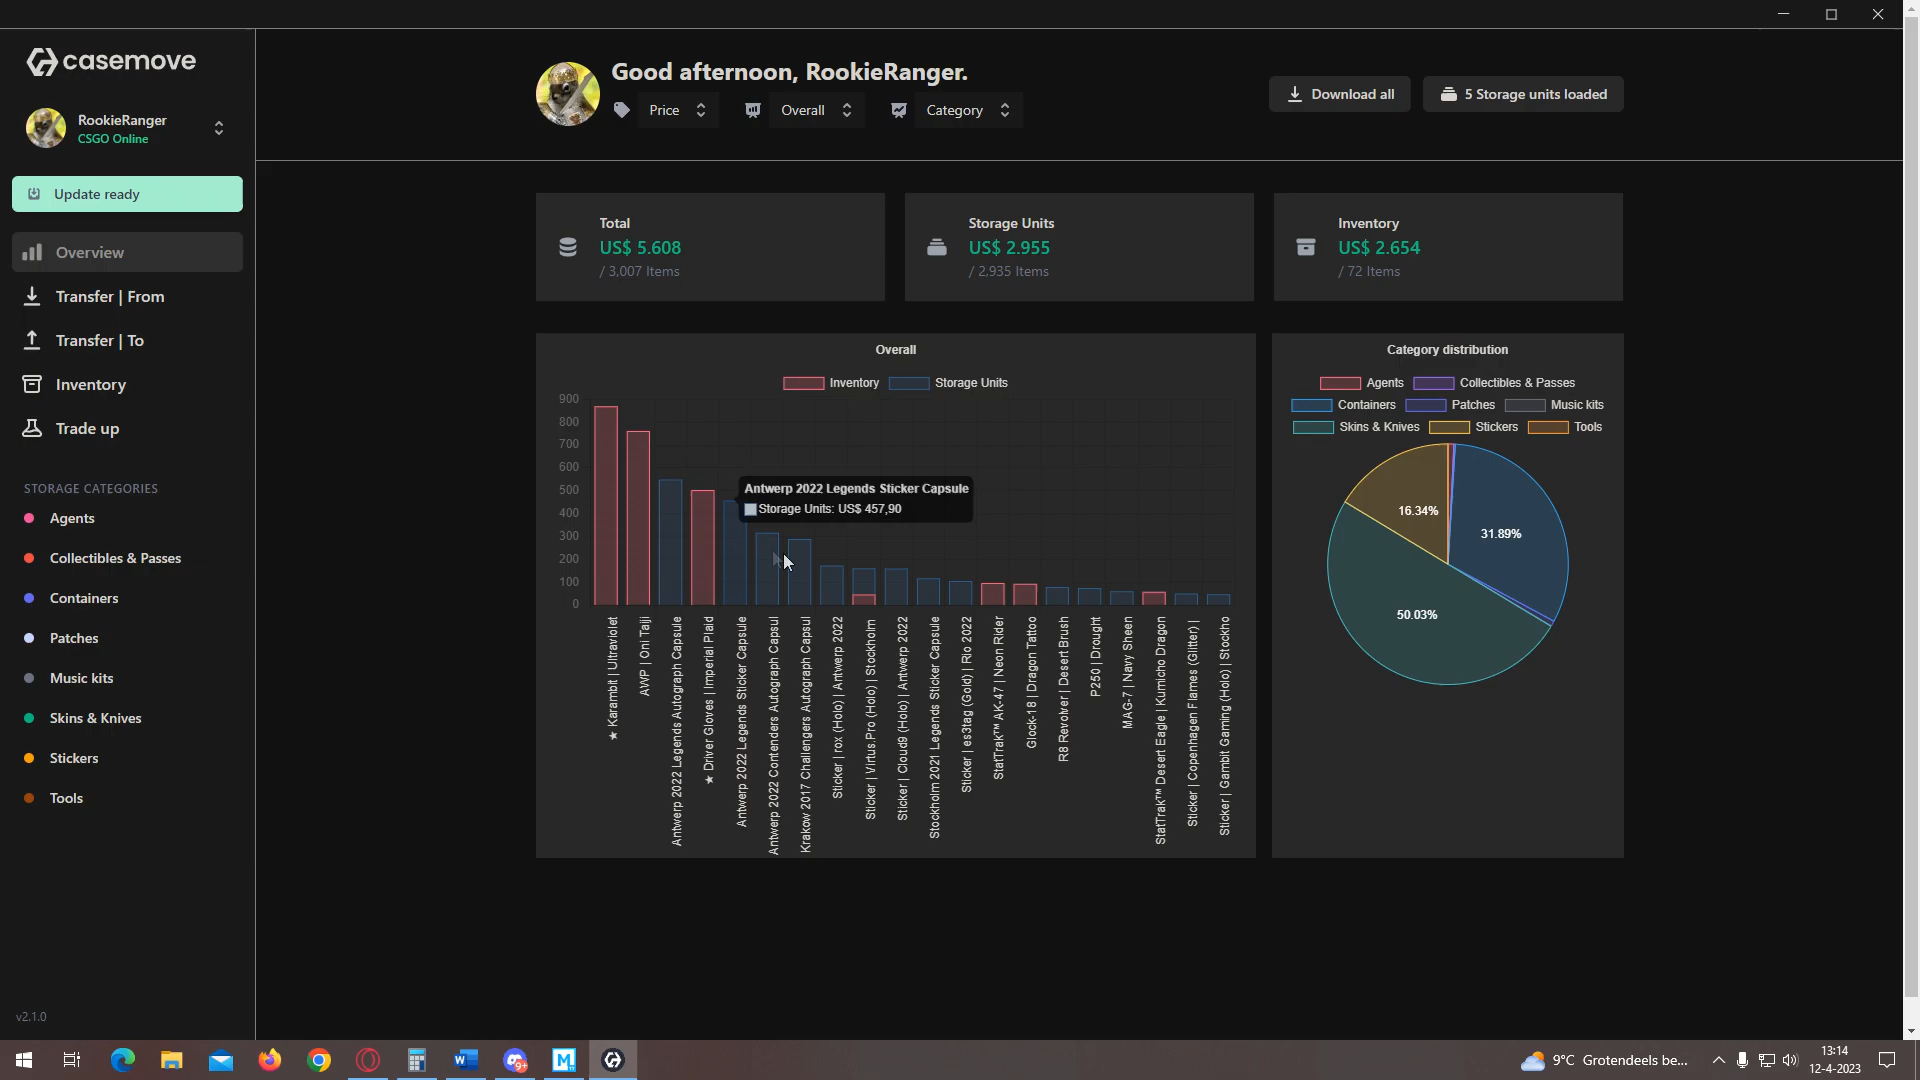 casemove
RookieRanger
CSGO Online
Update ready
Overview
Transfer | From
Transfer | To
Inventory
Trade up
STORAGE CATEGORIES
Agents
Collectibles & Passes
Containers
Patches
Music kits
Skins & Knives
Stickers
Tools
v2.1.0
Good afternoon, RookieRanger.
Price
Overall
Category
Download all
5 Storage units loaded
Total
US$ 5.608
/ 3,007 Items
Storage Units
US$ 2.955
/ 2,935 Items
Inventory
US$ 2.654
/ 72 Items
Overall
Inventory
Storage Units
900
800
700
600
500
400
300
200
100
0
Antwerp 2022 Legends Sticker Capsule
Storage Units: US$ 457,90
★ Karambit | Ultraviolet
AWP | Oni Taiji
Antwerp 2022 Legends Autograph Capsule
★ Driver Gloves | Imperial Plaid
Antwerp 2022 Legends Sticker Capsule
Antwerp 2022 Contenders Autograph Capsul
Krakow 2017 Challengers Autograph Capsul
Sticker | rox (Holo) | Antwerp 2022
Sticker | Virtus.Pro (Holo) | Stockholm
Sticker | Cloud9 (Holo) | Antwerp 2022
Stockholm 2021 Legends Sticker Capsule
Sticker | es3tag (Gold) | Rio 2022
StatTrak™ AK-47 | Neon Rider
Glock-18 | Dragon Tattoo
R8 Revolver | Desert Brush
P250 | Drought
MAG-7 | Navy Sheen
StatTrak™ Desert Eagle | Kumicho Dragon
Sticker | Copenhagen Flames (Glitter) |
Sticker | Gambit Gaming (Holo) | Stockho
Category distribution
Agents
Collectibles & Passes
Containers
Patches
Music kits
Skins & Knives
Stickers
Tools
16.34%
31.89%
50.03%
9+
9°C Grotendeels be...
13:14
12-4-2023